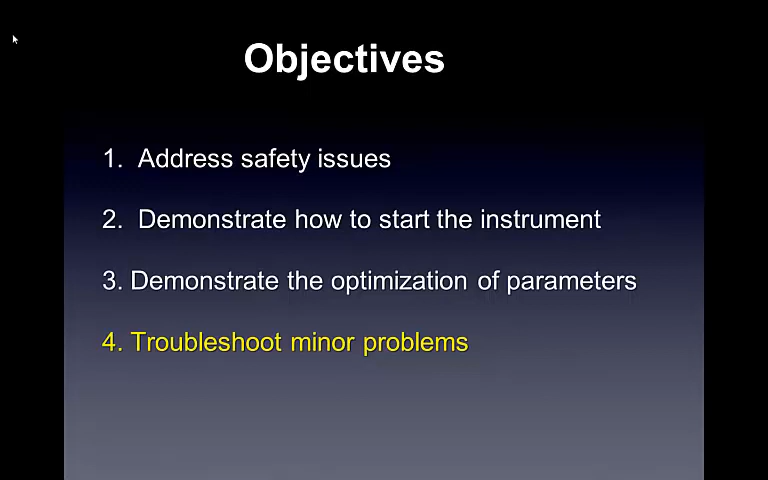 Objectives
1. Address safety issues
2. Demonstrate how to start the instrument
3. Demonstrate the optimization of parameters
4. Troubleshoot minor problems